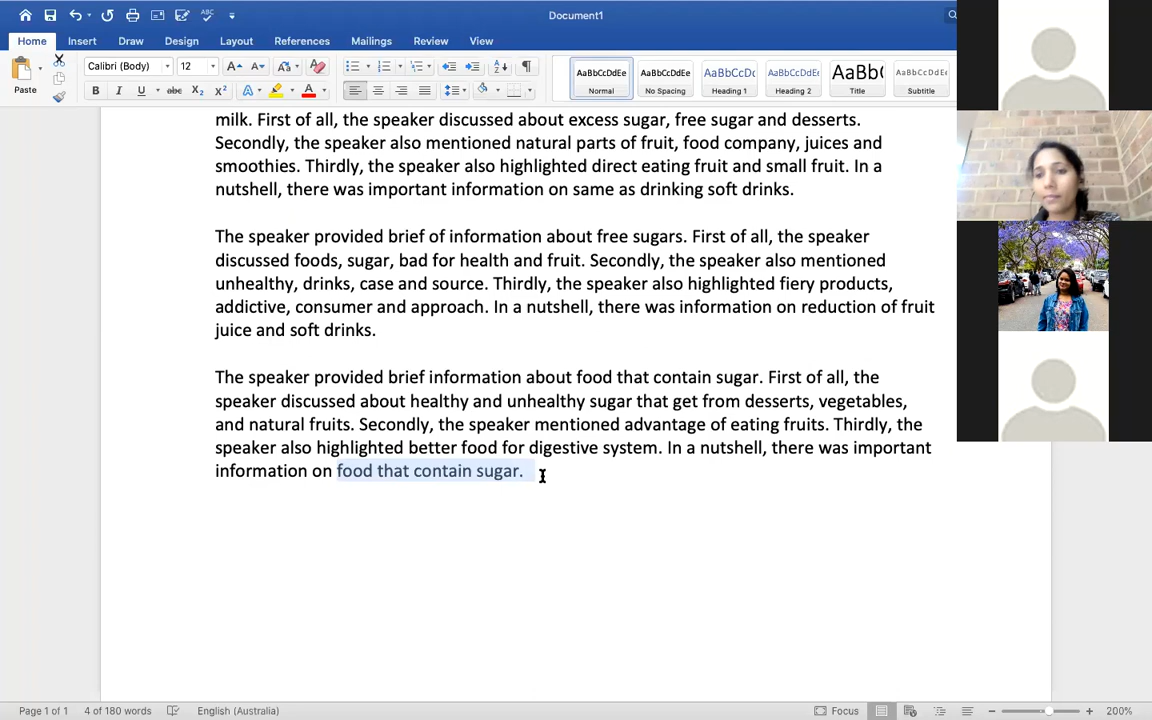 Document1
Home Insert Draw Design Layout References Mailings Review View
Paste
Calibri (Body) 12
AaBbCcDdEe AaBbCcDdEe AaBbCcDc AaBbCcDdEe AaBb( AaBbCcDdEe
Normal No Spacing Heading 1 Heading 2 Title Subtitle
milk. First of all, the speaker discussed about excess sugar, free sugar and desserts.
Secondly, the speaker also mentioned natural parts of fruit, food company, juices and
smoothies. Thirdly, the speaker also highlighted direct eating fruit and small fruit. In a
nutshell, there was important information on same as drinking soft drinks.
The speaker provided brief of information about free sugars. First of all, the speaker
discussed foods, sugar, bad for health and fruit. Secondly, the speaker also mentioned
unhealthy, drinks, case and source. Thirdly, the speaker also highlighted fiery products,
addictive, consumer and approach. In a nutshell, there was information on reduction of fruit
juice and soft drinks.
The speaker provided brief information about food that contain sugar. First of all, the
speaker discussed about healthy and unhealthy sugar that get from desserts, vegetables,
and natural fruits. Secondly, the speaker mentioned advantage of eating fruits. Thirdly, the
speaker also highlighted better food for digestive system. In a nutshell, there was important
information on food that contain sugar.
Page 1 of 1 4 of 180 words English (Australia) Focus 200%